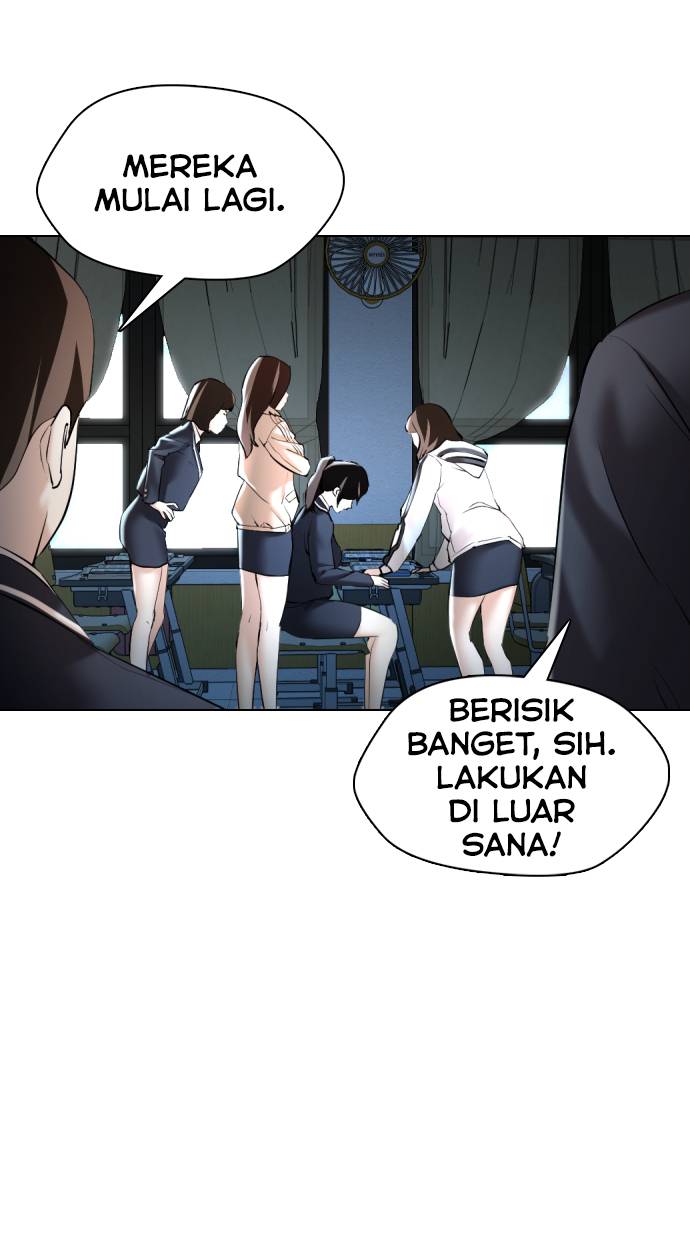 MEREKA
MULAI LAGI.
BERISIK
BANGET, SIH.
LAKUKAN
DI LUAR
SANA!